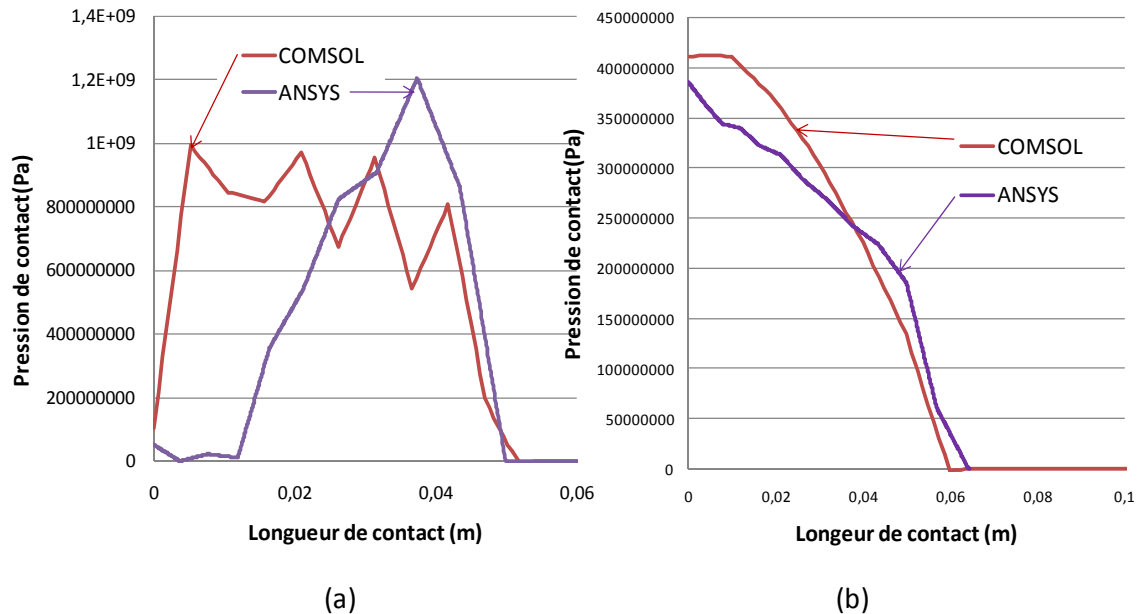 1,4E+09
1,2E+09
1E+09
800000000
600000000
400000000
200000000
0
Pression de contact(Pa)
COMSOL
ANSYS
0
0,02
0,04
0,06
Longueur de contact (m)
(a)
450000000
400000000
350000000
300000000
250000000
200000000
150000000
100000000
50000000
0
Pression de contact(Pa)
COMSOL
ANSYS
0
0,02
0,04
0,06
0,08
0,1
Longeur de contact (m)
(b)